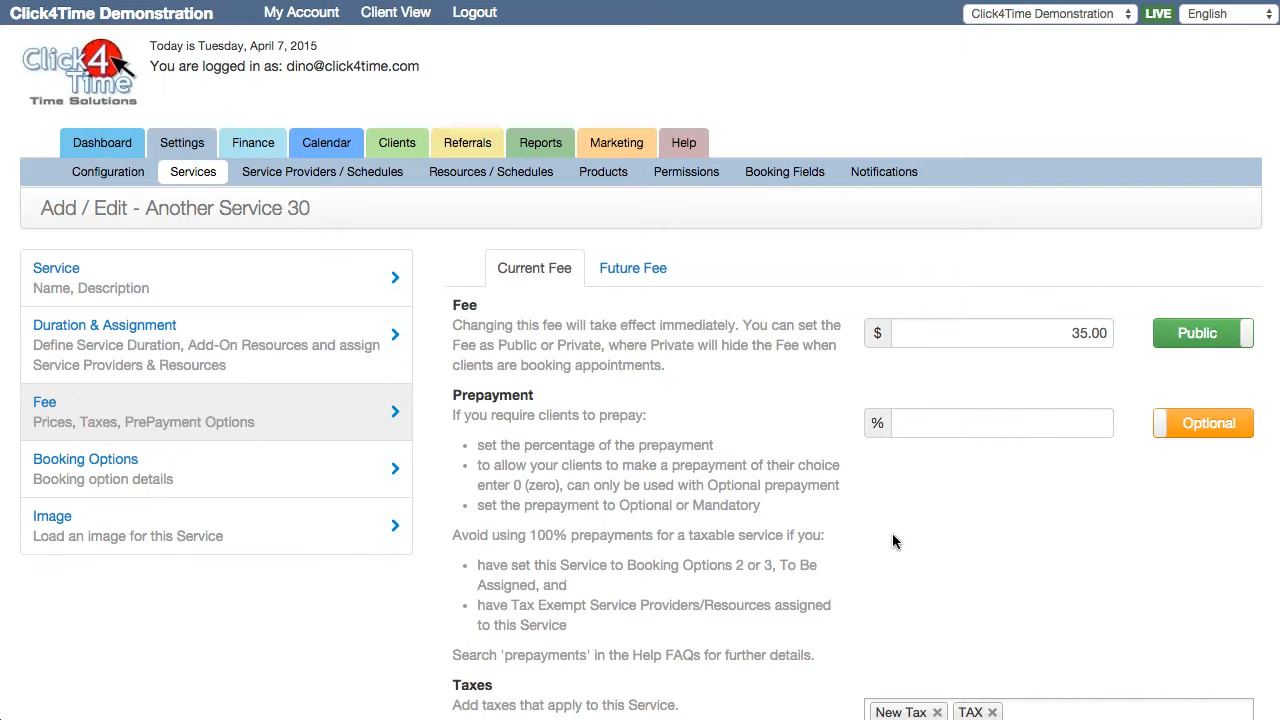 Click4Time Demonstration My Account Client View Logout Click4Time Demonstration LIVE English
Click4Time
Time Solutions
Today is Tuesday, April 7, 2015
You are logged in as: dino@click4time.com
Dashboard Settings Finance Calendar Clients Referrals Reports Marketing Help
Configuration Services Service Providers / Schedules Resources / Schedules Products Permissions Booking Fields Notifications
Add / Edit - Another Service 30
Service
Name, Description
Duration & Assignment
Define Service Duration, Add-On Resources and assign
Service Providers & Resources
Fee
Prices, Taxes, PrePayment Options
Booking Options
Booking option details
Image
Load an image for this Service
Current Fee Future Fee
Fee
Changing this fee will take effect immediately. You can set the
Fee as Public or Private, where Private will hide the Fee when
clients are booking appointments.
$ 35.00 Public
Prepayment
If you require clients to prepay:
% Optional
• set the percentage of the prepayment
• to allow your clients to make a prepayment of their choice
enter 0 (zero), can only be used with Optional prepayment
• set the prepayment to Optional or Mandatory
Avoid using 100% prepayments for a taxable service if you:
• have set this Service to Booking Options 2 or 3, To Be
Assigned, and
• have Tax Exempt Service Providers/Resources assigned
to this Service
Search 'prepayments' in the Help FAQs for further details.
Taxes
Add taxes that apply to this Service.
New Tax × TAX ×